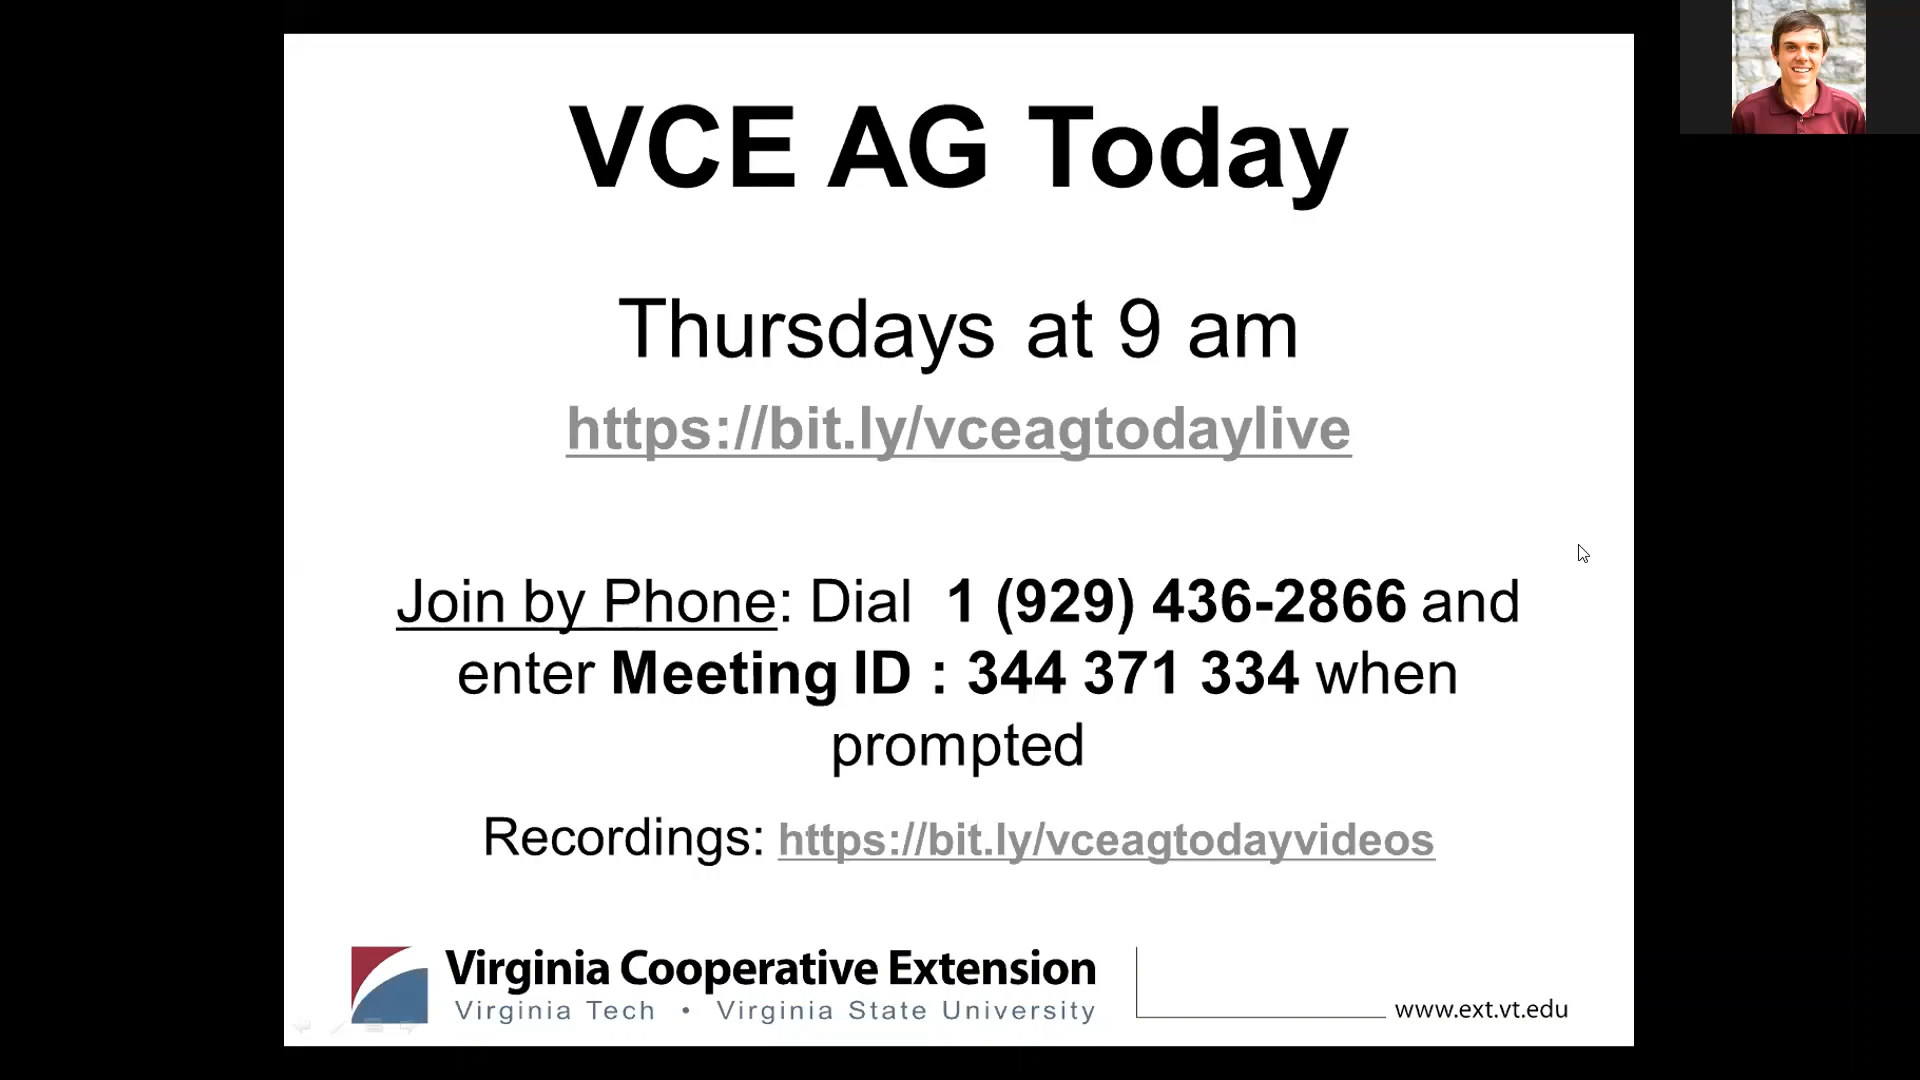 VCE AG Today
Thursdays at 9 am
https://bit.ly/vceagtodaylive
Join by Phone: Dial  1 (929) 436-2866 and
enter Meeting ID : 344 371 334 when
prompted
Recordings: https://bit.ly/vceagtodayvideos
Virginia Cooperative Extension
Virginia Tech • Virginia State University
www.ext.vt.edu